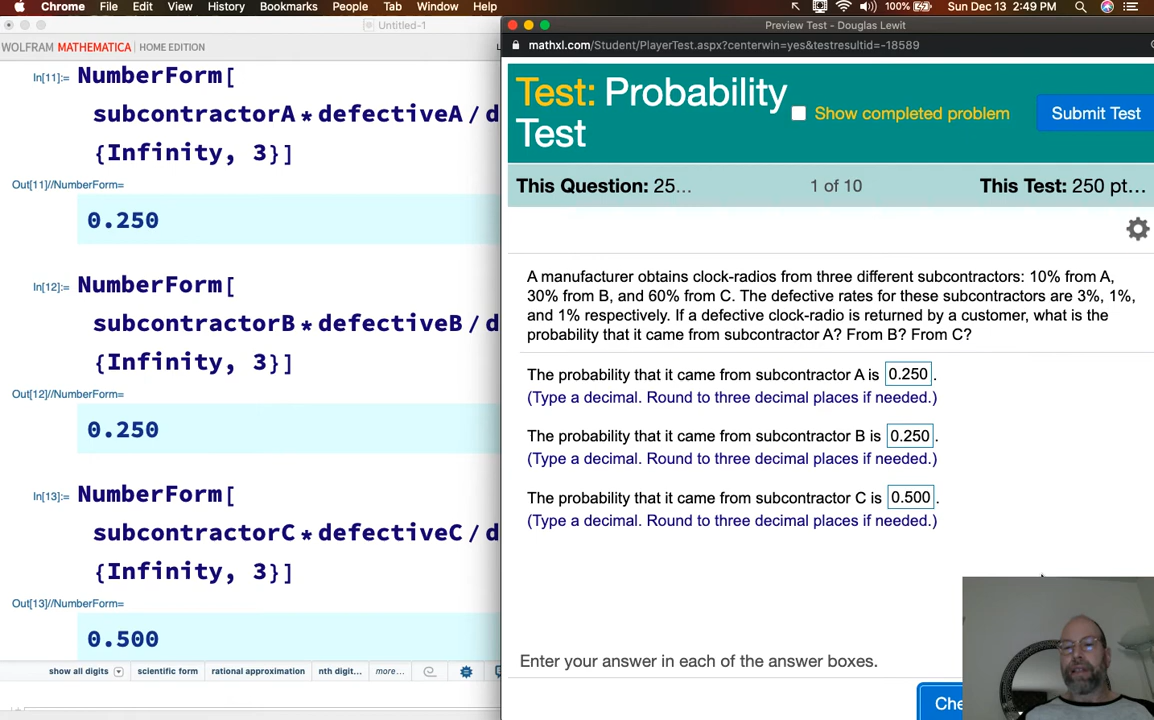 Chrome File Edit View History Bookmarks People Tab Window Help 100% Sun Dec 13 2:49 PM
Untitled-1
WOLFRAM MATHEMATICA HOME EDITION
In[11]:= NumberForm[
subcontractorA * defectiveA / d
{Infinity, 3}]
Out[11]//NumberForm=
0.250
In[12]:= NumberForm[
subcontractorB * defectiveB / d
{Infinity, 3}]
Out[12]//NumberForm=
0.250
In[13]:= NumberForm[
subcontractorC * defectiveC / d
{Infinity, 3}]
Out[13]//NumberForm=
0.500
show all digits scientific form rational approximation nth digit... more...
Preview Test - Douglas Lewit
mathxl.com/Student/PlayerTest.aspx?centerwin=yes&testresultid=-18589
Test: Probability
Test
Show completed problem
Submit Test
This Question: 25... 1 of 10 This Test: 250 pt...
A manufacturer obtains clock-radios from three different subcontractors: 10% from A,
30% from B, and 60% from C. The defective rates for these subcontractors are 3%, 1%,
and 1% respectively. If a defective clock-radio is returned by a customer, what is the
probability that it came from subcontractor A? From B? From C?
The probability that it came from subcontractor A is 0.250.
(Type a decimal. Round to three decimal places if needed.)
The probability that it came from subcontractor B is 0.250.
(Type a decimal. Round to three decimal places if needed.)
The probability that it came from subcontractor C is 0.500.
(Type a decimal. Round to three decimal places if needed.)
Enter your answer in each of the answer boxes.
Che